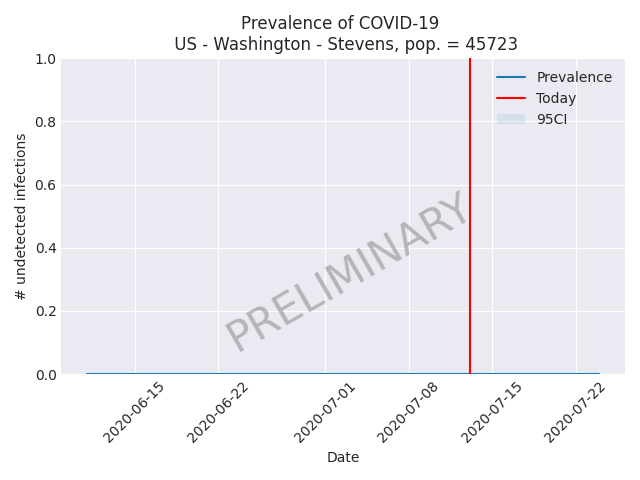 Prevalence of COVID-19
US - Washington - Stevens, pop. = 45723
1.0
0.8
0.6
0.4
0.2
0.0
# undetected infections
Prevalence
Today
95CI
PRELIMINARY
2020-06-15
2020-06-22
2020-07-01
2020-07-08
2020-07-15
2020-07-22
Date